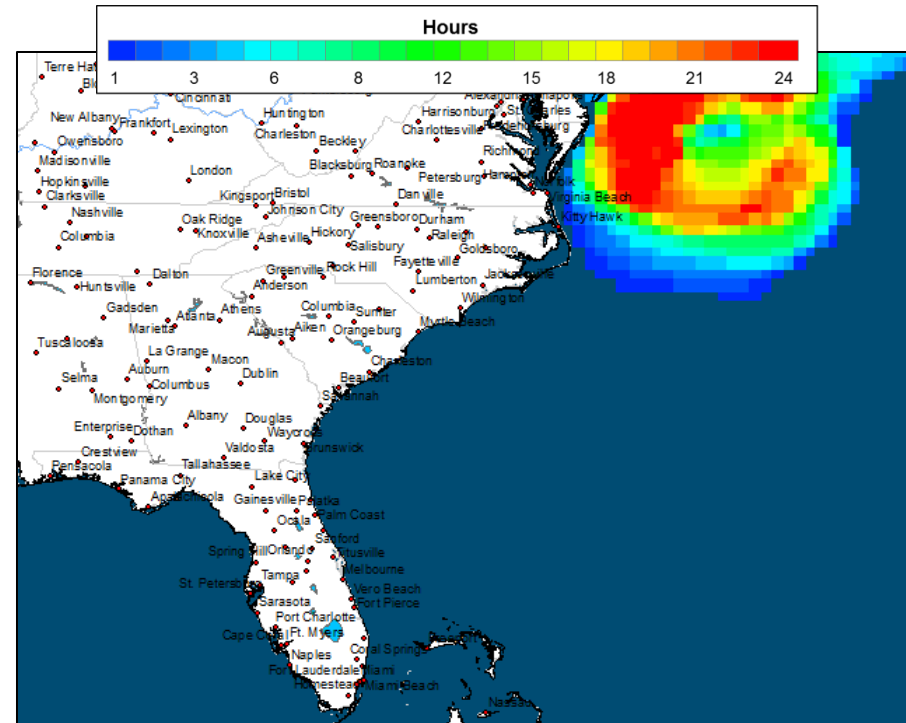 Hours
1 3 6 8 12 15 18 21 24
Terre Ha
Cincinnati
Huntington
Harrisonburg
St. Charles
New Albany
Frankfort
Lexington
Charleston
Charlottesville
Owensboro
Beckley
Richmond
Madisonville
London
Blacksburg
Roanoke
Petersburg
Norfolk
Hopkinsville
Clarksville
Kingsport
Bristol
Danville
Virginia Beach
Nashville
Oak Ridge
Johnson City
Greensboro
Durham
Kitty Hawk
Columbia
Knoxville
Asheville
Hickory
Salisbury
Raleigh
Goldsboro
Florence
Dalton
Greenville
Rock Hill
Fayetteville
Jacksonville
Huntsville
Anderson
Lumberton
Gadsden
Atlanta
Athens
Columbia
Sumter
Wilmington
Marietta
Augusta
Aiken
Orangeburg
Myrtle Beach
Tuscaloosa
La Grange
Macon
Charleston
Selma
Auburn
Columbus
Dublin
Beaufort
Montgomery
Savannah
Albany
Douglas
Enterprise
Dothan
Waycross
Crestview
Valdosta
Brunswick
Pensacola
Tallahassee
Panama City
Lake City
Apalachicola
Gainesville
Palatka
Ocala
Palm Coast
Sanford
Spring Hill
Orlando
Titusville
Tampa
Melbourne
St. Petersburg
Vero Beach
Sarasota
Fort Pierce
Port Charlotte
Cape Coral
Ft. Myers
Freeport
Naples
Coral Springs
Fort Lauderdale
Miami
Homestead
Miami Beach
Nassau